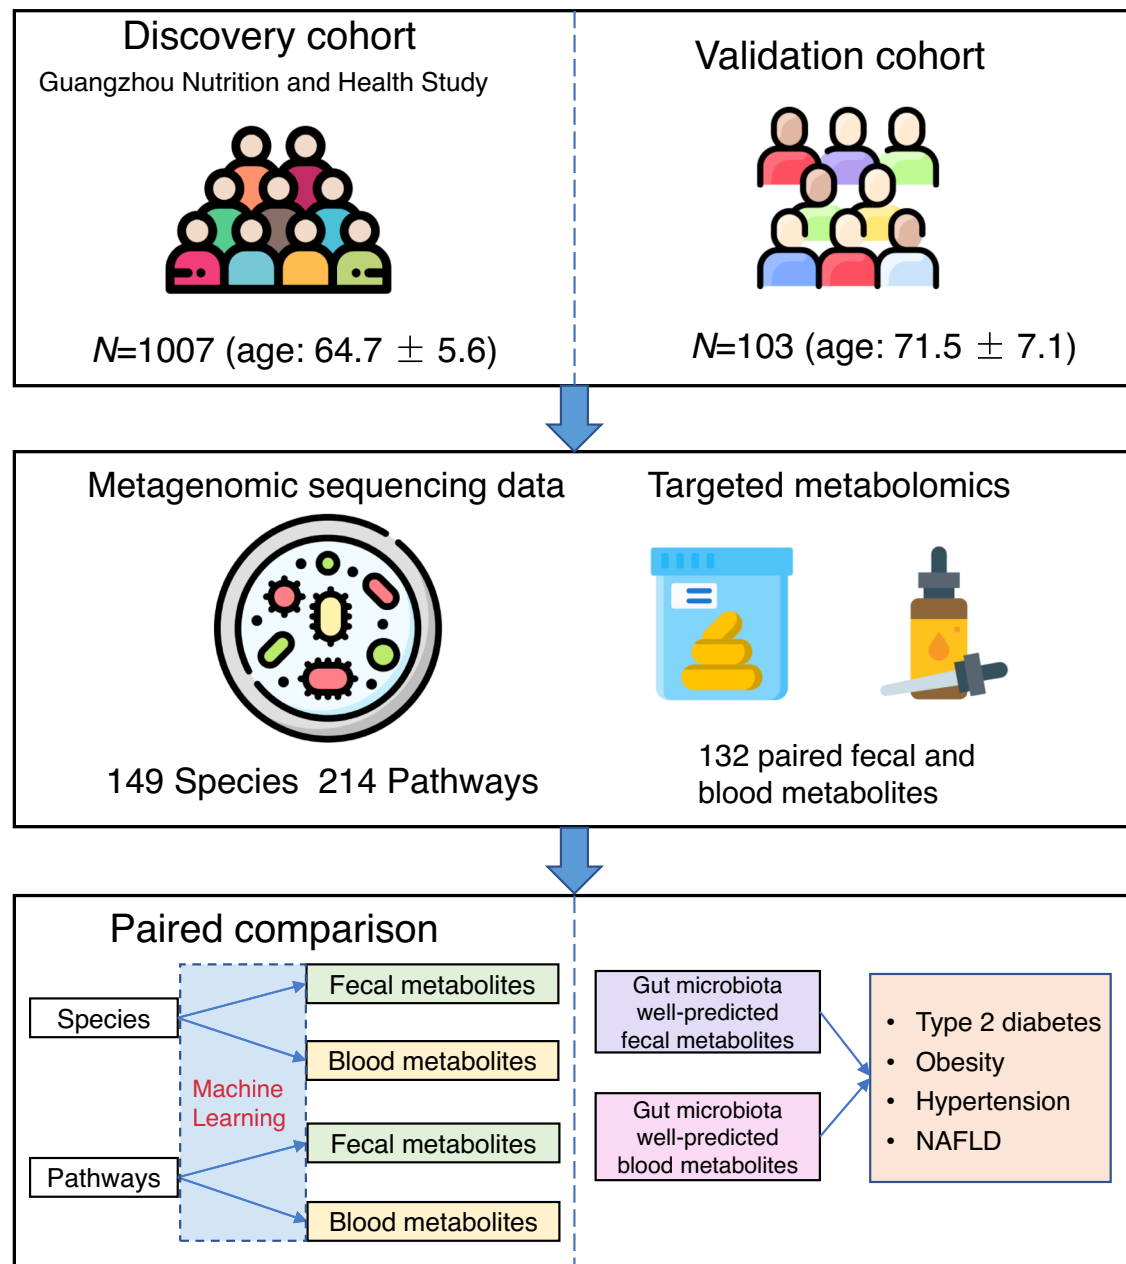 Discovery cohort
Guangzhou Nutrition and Health Study
N=1007 (age: 64.7 ± 5.6)
Validation cohort
N=103 (age: 71.5 ± 7.1)
Metagenomic sequencing data
149 Species 214 Pathways
Targeted metabolomics
132 paired fecal and
blood metabolites
Paired comparison
Species
Pathways
Machine
Learning
Fecal metabolites
Blood metabolites
Fecal metabolites
Blood metabolites
Gut microbiota
well-predicted
fecal metabolites
Gut microbiota
well-predicted
blood metabolites
• Type 2 diabetes
• Obesity
• Hypertension
• NAFLD